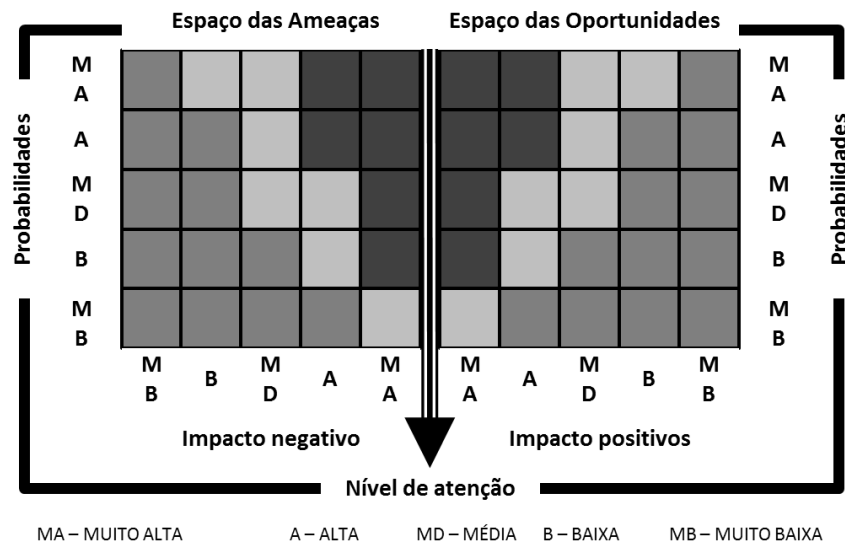 Espaço das Ameaças
Espaço das Oportunidades
Probabilidades
M
A
A
M
D
B
M
B
M
A
A
M
D
B
M
B
Probabilidades
M
B
B
M
D
A
M
A
M
A
A
M
D
B
M
B
Impacto negativo
Impacto positivos
Nível de atenção
MA – MUITO ALTA A – ALTA MD – MÉDIA B – BAIXA MB – MUITO BAIXA